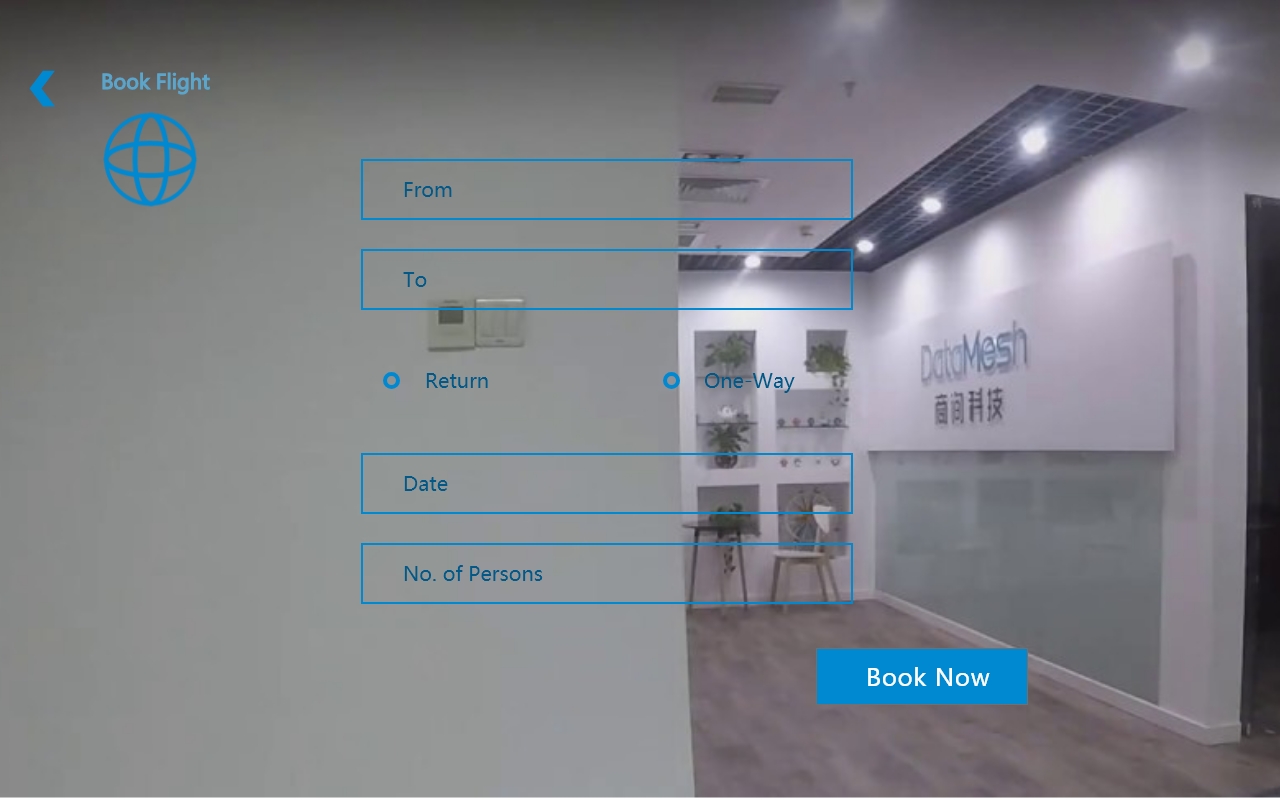 Book Flight
From
To
Return
One-Way
Date
No. of Persons
Book Now
DataMesh
商询科技